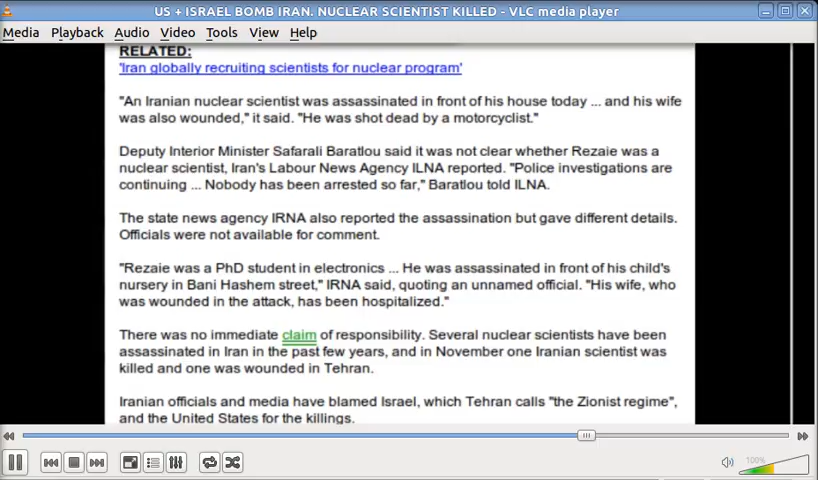 US + ISRAEL BOMB IRAN. NUCLEAR SCIENTIST KILLED - VLC media player
Media Playback Audio Video Tools View Help
RELATED:
'Iran globally recruiting scientists for nuclear program'
"An Iranian nuclear scientist was assassinated in front of his house today ... and his wife
was also wounded," it said. "He was shot dead by a motorcyclist."
Deputy Interior Minister Safarali Baratlou said it was not clear whether Rezaie was a
nuclear scientist, Iran's Labour News Agency ILNA reported. "Police investigations are
continuing ... Nobody has been arrested so far," Baratlou told ILNA.
The state news agency IRNA also reported the assassination but gave different details.
Officials were not available for comment.
"Rezaie was a PhD student in electronics ... He was assassinated in front of his child's
nursery in Bani Hashem street," IRNA said, quoting an unnamed official. "His wife, who
was wounded in the attack, has been hospitalized."
There was no immediate claim of responsibility. Several nuclear scientists have been
assassinated in Iran in the past few years, and in November one Iranian scientist was
killed and one was wounded in Tehran.
Iranian officials and media have blamed Israel, which Tehran calls "the Zionist regime",
and the United States for the killings.
100%